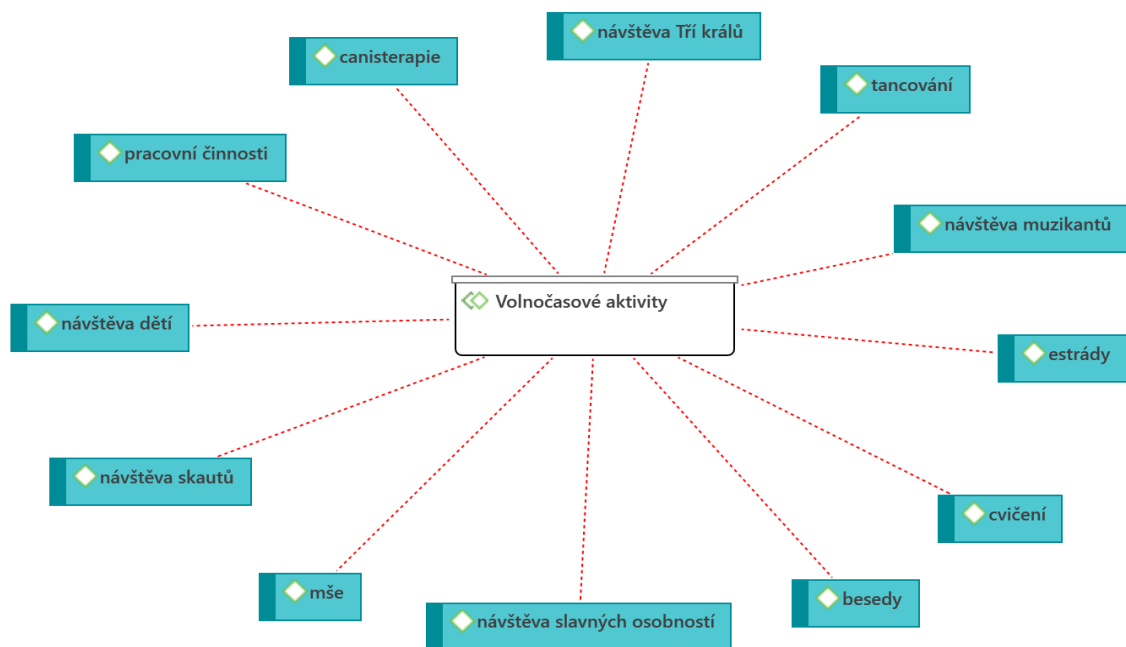 návštěva Tří králů
canisterapie
tancování
pracovní činnosti
návštěva muzikantů
Volnočasové aktivity
návštěva dětí
estrády
návštěva skautů
cvičení
mše
besedy
návštěva slavných osobností